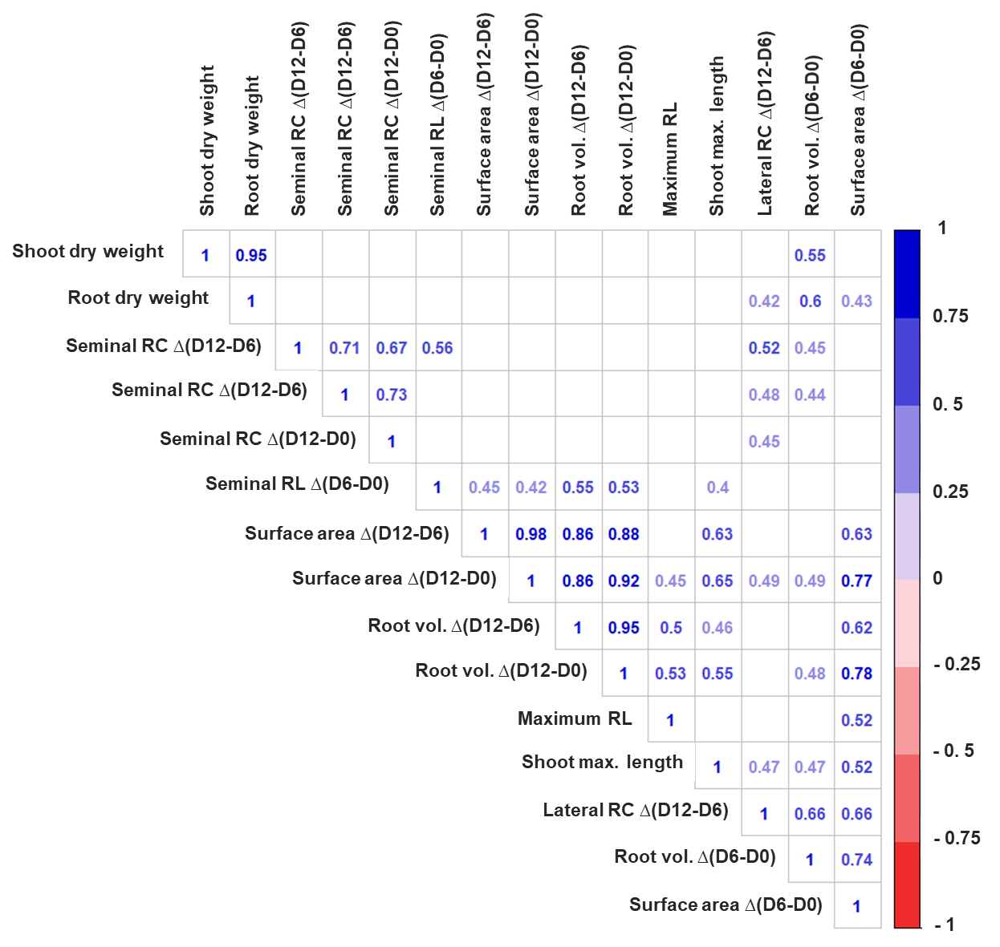 Shoot dry weight
Root dry weight
Seminal RC Δ(D12-D6)
Seminal RC Δ(D12-D6)
Seminal RC Δ(D12-D0)
Seminal RL Δ(D6-D0)
Surface area Δ(D12-D6)
Surface area Δ(D12-D0)
Root vol. Δ(D12-D6)
Root vol. Δ(D12-D0)
Maximum RL
Shoot max. length
Lateral RC Δ(D12-D6)
Root vol. Δ(D6-D0)
Surface area Δ(D6-D0)
Shoot dry weight 1 0.95 0.55
Root dry weight 1 0.42 0.6 0.43
Seminal RC Δ(D12-D6) 1 0.71 0.67 0.56 0.52 0.45
Seminal RC Δ(D12-D6) 1 0.73 0.48 0.44
Seminal RC Δ(D12-D0) 1 0.45
Seminal RL Δ(D6-D0) 1 0.45 0.42 0.55 0.53 0.4
Surface area Δ(D12-D6) 1 0.98 0.86 0.88 0.63 0.63
Surface area Δ(D12-D0) 1 0.86 0.92 0.45 0.65 0.49 0.49 0.77
Root vol. Δ(D12-D6) 1 0.95 0.5 0.46 0.62
Root vol. Δ(D12-D0) 1 0.53 0.55 0.48 0.78
Maximum RL 1 0.52
Shoot max. length 1 0.47 0.47 0.52
Lateral RC Δ(D12-D6) 1 0.66 0.66
Root vol. Δ(D6-D0) 1 0.74
Surface area Δ(D6-D0) 1
1
0.75
0. 5
0.25
0
- 0.25
- 0. 5
- 0.75
- 1